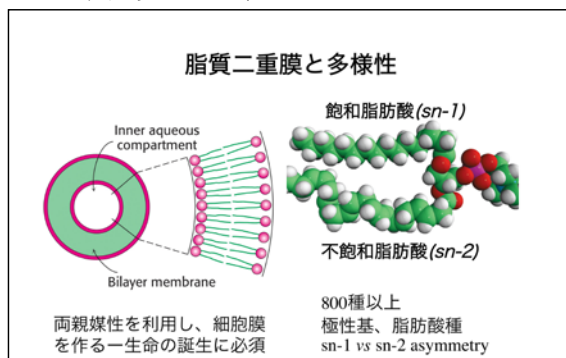 脂質二重膜と多様性
Inner aqueous
compartment
Bilayer membrane
飽和脂肪酸(sn-1)
不飽和脂肪酸(sn-2)
両親媒性を利用し、細胞膜
を作るー生命の誕生に必須
800種以上
極性基、脂肪酸種
sn-1 vs sn-2 asymmetry